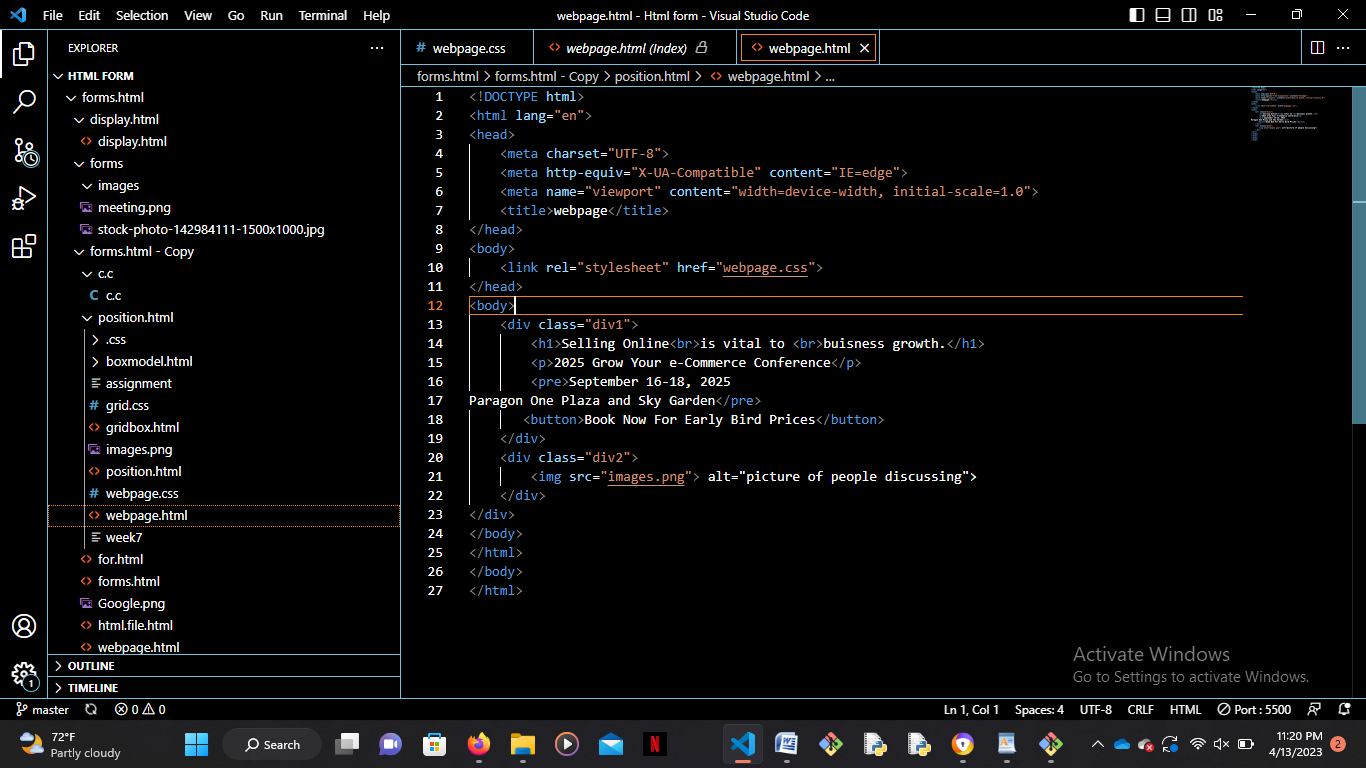 File Edit Selection View Go Run Terminal Help
webpage.html - Html form - Visual Studio Code
EXPLORER
HTML FORM
forms.html
display.html
display.html
forms
images
meeting.png
stock-photo-142984111-1500x1000.jpg
forms.html - Copy
c.c
C c.c
position.html
.css
boxmodel.html
assignment
# grid.css
<> gridbox.html
images.png
<> position.html
# webpage.css
<> webpage.html
week7
<> for.html
<> forms.html
Google.png
<> html.file.html
<> webpage.html
OUTLINE
TIMELINE
# webpage.css <> webpage.html (Index) <> webpage.html
forms.html > forms.html - Copy > position.html > <> webpage.html > ...
1 <!DOCTYPE html>
2 <html lang="en">
3 <head>
4 <meta charset="UTF-8">
5 <meta http-equiv="X-UA-Compatible" content="IE=edge">
6 <meta name="viewport" content="width=device-width, initial-scale=1.0">
7 <title>webpage</title>
8 </head>
9 <body>
10 <link rel="stylesheet" href="webpage.css">
11 </head>
12 <body>
13 <div class="div1">
14 <h1>Selling Online<br>is vital to <br>buisness growth.</h1>
15 <p>2025 Grow Your e-Commerce Conference</p>
16 <pre>September 16-18, 2025
17 Paragon One Plaza and Sky Garden</pre>
18 <button>Book Now For Early Bird Prices</button>
19 </div>
20 <div class="div2">
21 <img src="images.png"> alt="picture of people discussing">
22 </div>
23 </div>
24 </body>
25 </html>
26 </body>
27 </html>
Activate Windows
Go to Settings to activate Windows.
master 0 0 Ln 1, Col 1 Spaces: 4 UTF-8 CRLF HTML Port : 5500
1
72°F
Partly cloudy
Search
N
W
11:20 PM
4/13/2023
2